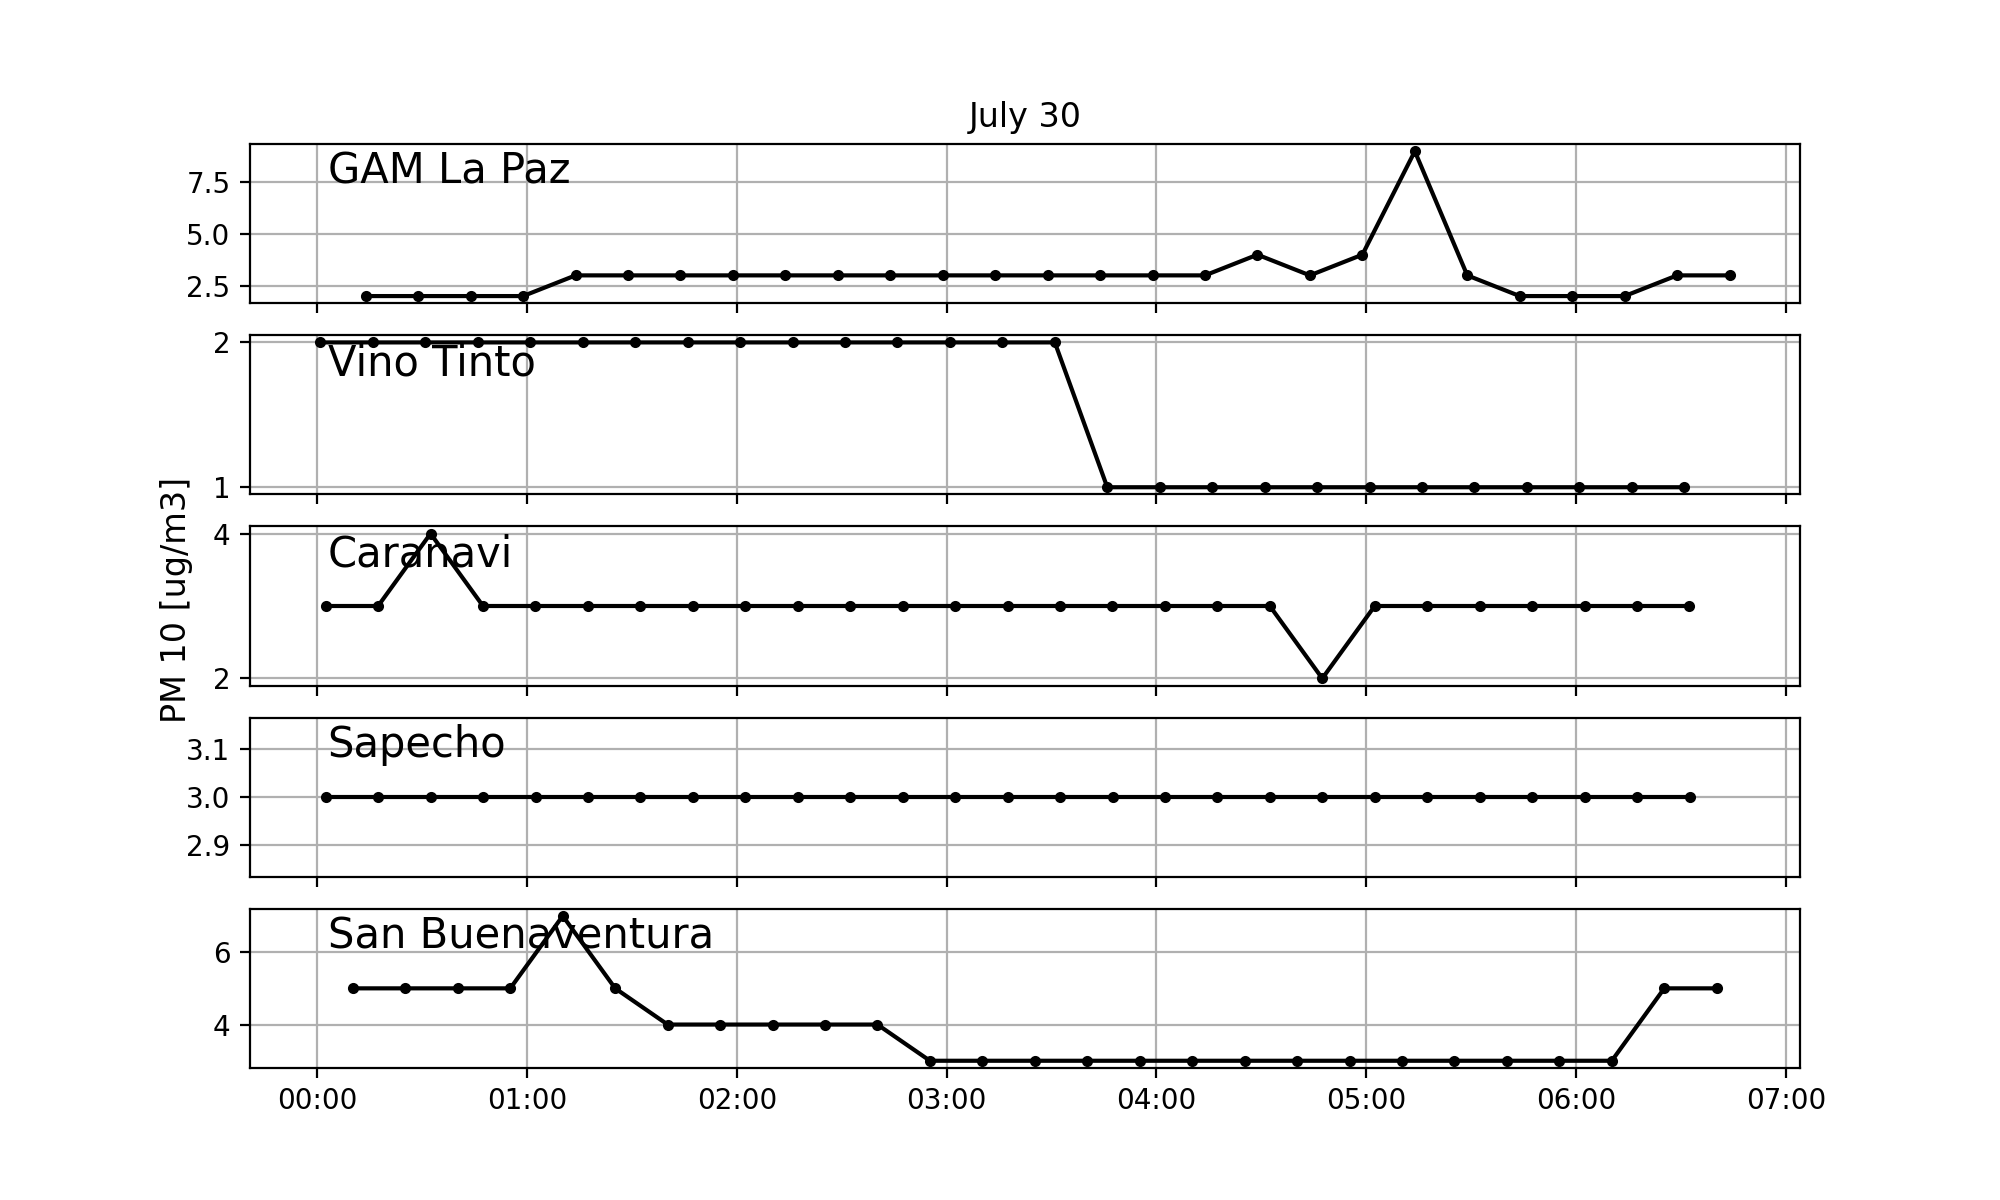 July 30
GAM La Paz
7.5
5.0
2.5
Vino Tinto
2
1
PM 10 [ug/m3]
Caranavi
4
2
Sapecho
3.1
3.0
2.9
San Buenaventura
6
4
00:00 01:00 02:00 03:00 04:00 05:00 06:00 07:00